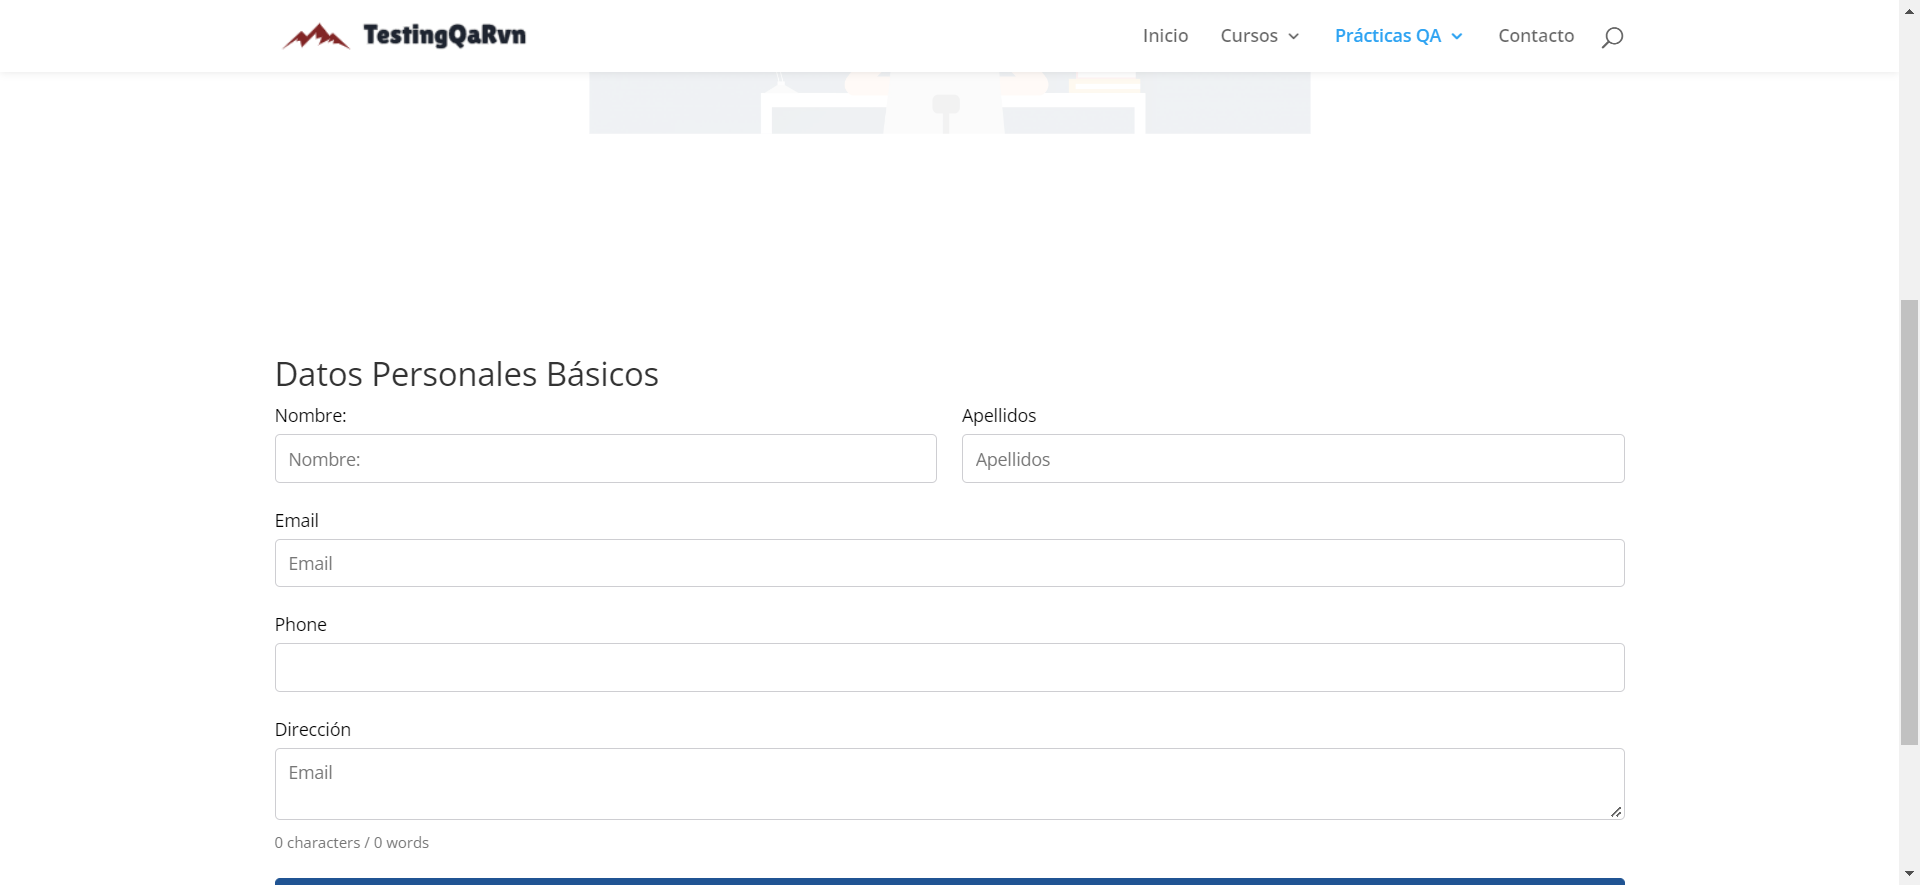 TestingQaRvn
Inicio Cursos Prácticas QA Contacto
Datos Personales Básicos
Nombre: Apellidos
Nombre: Apellidos
Email
Email
Phone
Dirección
Email
0 characters / 0 words